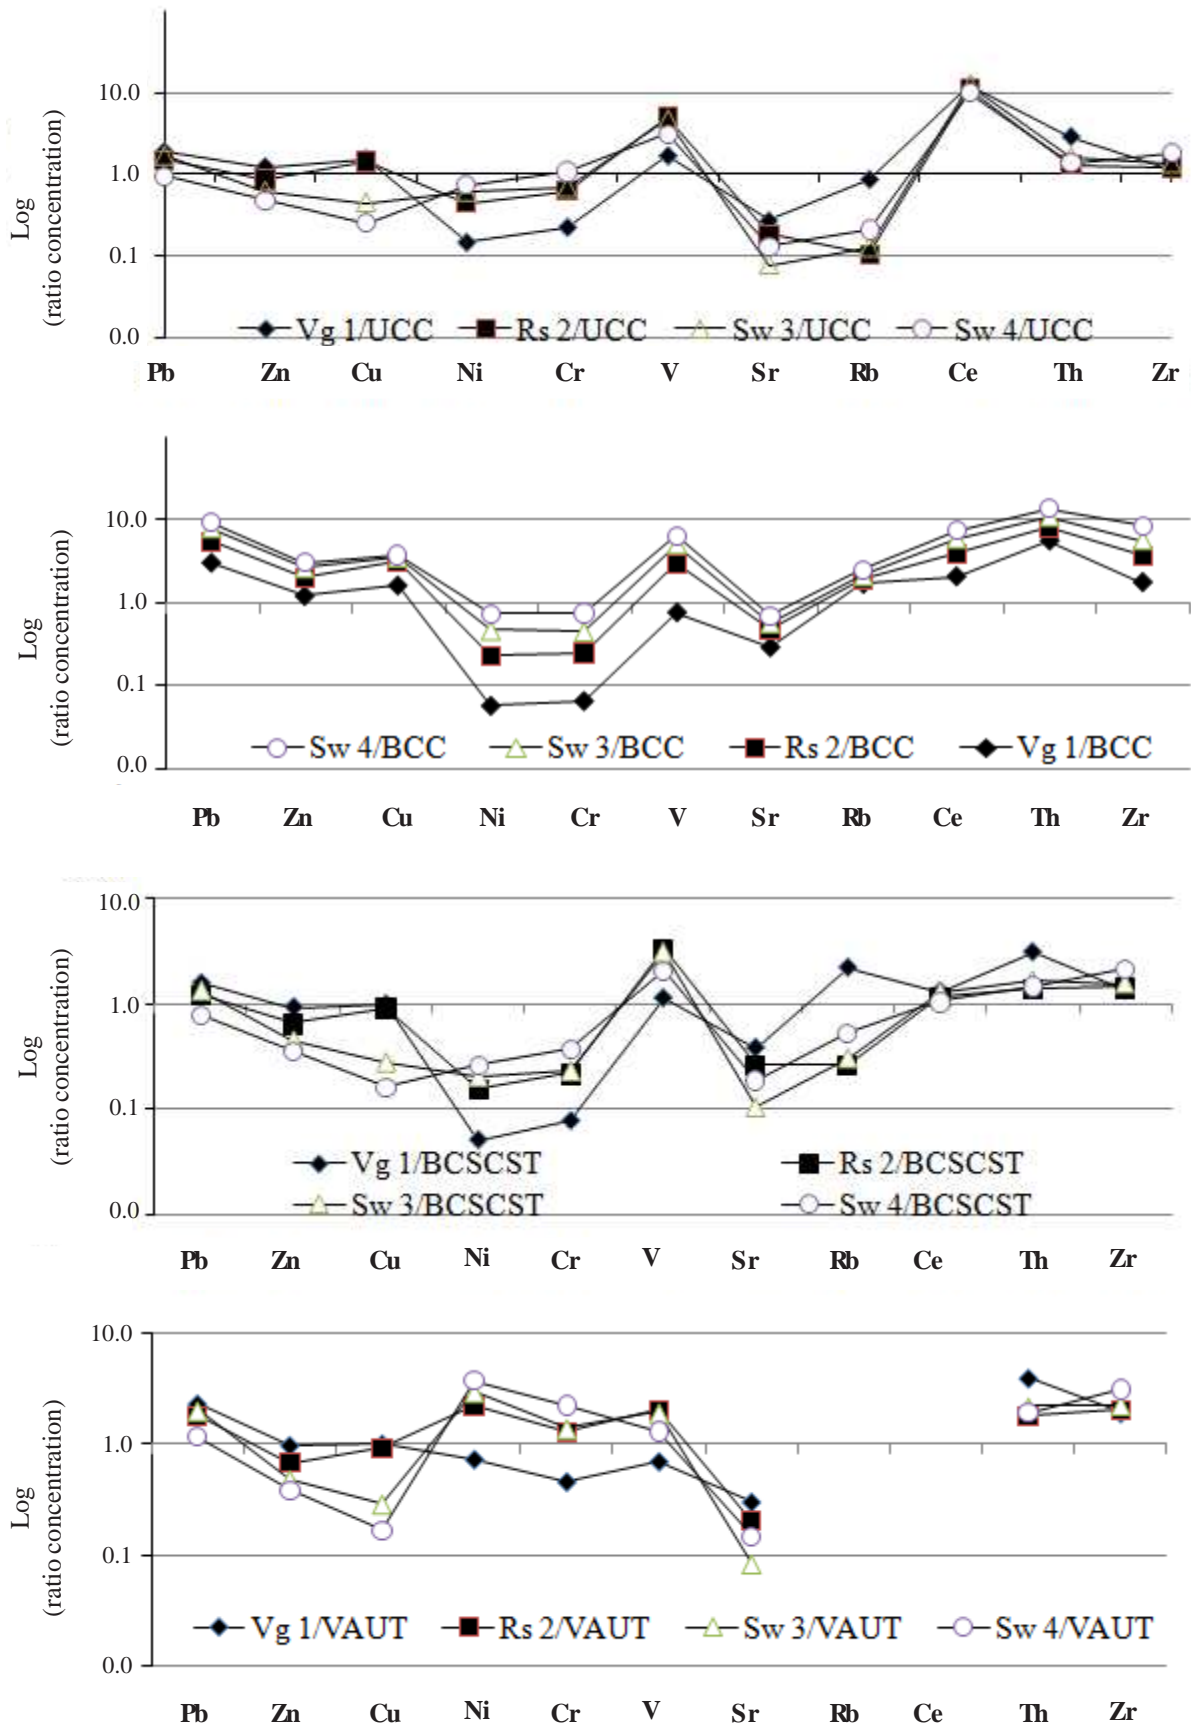 10.0
1.0
0.1
0.0
Log
(ratio concentration)
Vg 1/UCC Rs 2/UCC Sw 3/UCC Sw 4/UCC
Pb Zn Cu Ni Cr V Sr Rb Ce Th Zr
10.0
1.0
0.1
0.0
Log
(ratio concentration)
Sw 4/BCC Sw 3/BCC Rs 2/BCC Vg 1/BCC
Pb Zn Cu Ni Cr V Sr Rb Ce Th Zr
10.0
1.0
0.1
0.0
Log
(ratio concentration)
Vg 1/BCSCST Rs 2/BCSCST
Sw 3/BCSCST Sw 4/BCSCST
Pb Zn Cu Ni Cr V Sr Rb Ce Th Zr
10.0
1.0
0.1
0.0
Log
(ratio concentration)
Vg 1/VAUT Rs 2/VAUT Sw 3/VAUT Sw 4/VAUT
Pb Zn Cu Ni Cr V Sr Rb Ce Th Zr